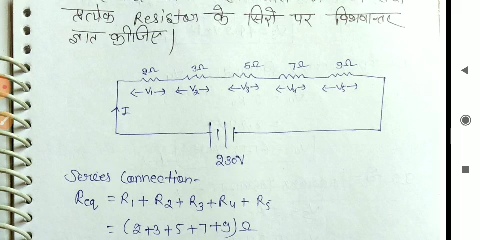 प्रत्येक Resistor के सिरों पर विभवान्तर
ज्ञात कीजिए।
2Ω 3Ω 5Ω 7Ω 9Ω
V₁ V₂ V₃ V₄ V₅
I
230V
Series Connection-
Req = R₁ + R₂ + R₃ + R₄ + R₅
= (2+3+5+7+9)Ω